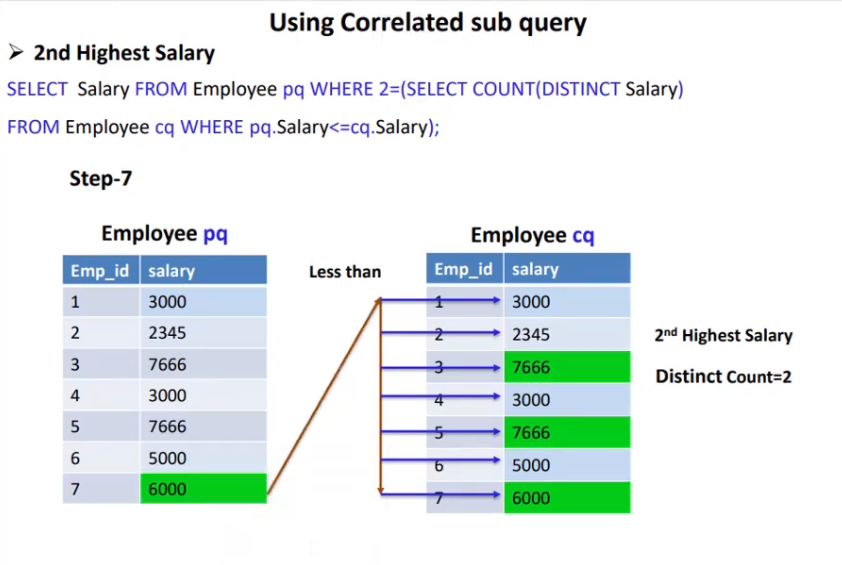 Using Correlated sub query
➤ 2nd Highest Salary
SELECT Salary FROM Employee pq WHERE 2=(SELECT COUNT(DISTINCT Salary)
FROM Employee cq WHERE pq.Salary<=cq.Salary);
Step-7
Employee pq
Emp_id salary
1 3000
2 2345
3 7666
4 3000
5 7666
6 5000
7 6000
Less than
Employee cq
Emp_id salary
1 3000
2 2345
3 7666
4 3000
5 7666
6 5000
7 6000
2nd Highest Salary
Distinct Count=2